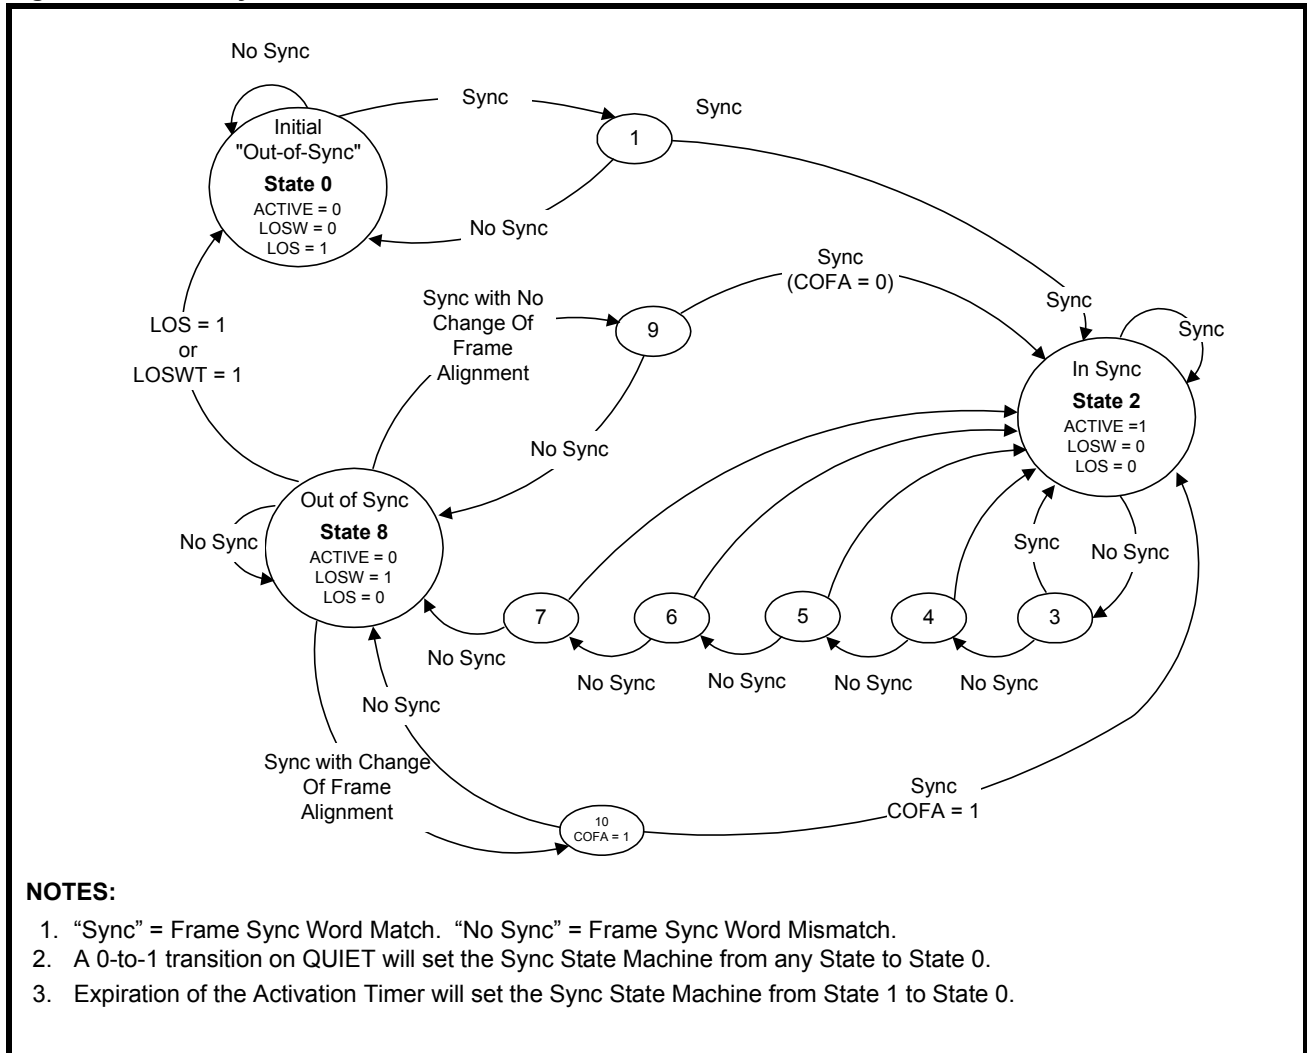 No Sync
Sync
Sync
1
Initial
"Out-of-Sync"
State 0
ACTIVE = 0
LOSW = 0
LOS = 1
No Sync
Sync
(COFA = 0)
Sync with No
Change Of
Frame
Alignment
9
Sync
Sync
LOS = 1
or
LOSWT = 1
In Sync
State 2
ACTIVE =1
LOSW = 0
LOS = 0
No Sync
Out of Sync
State 8
ACTIVE = 0
LOSW = 1
LOS = 0
No Sync
Sync
No Sync
7
6
5
4
3
No Sync
No Sync
No Sync
No Sync
No Sync
No Sync
Sync with Change
Of Frame
Alignment
Sync
COFA = 1
10
COFA = 1
NOTES:
1. “Sync” = Frame Sync Word Match. “No Sync” = Frame Sync Word Mismatch.
2. A 0-to-1 transition on QUIET will set the Sync State Machine from any State to State 0.
3. Expiration of the Activation Timer will set the Sync State Machine from State 1 to State 0.